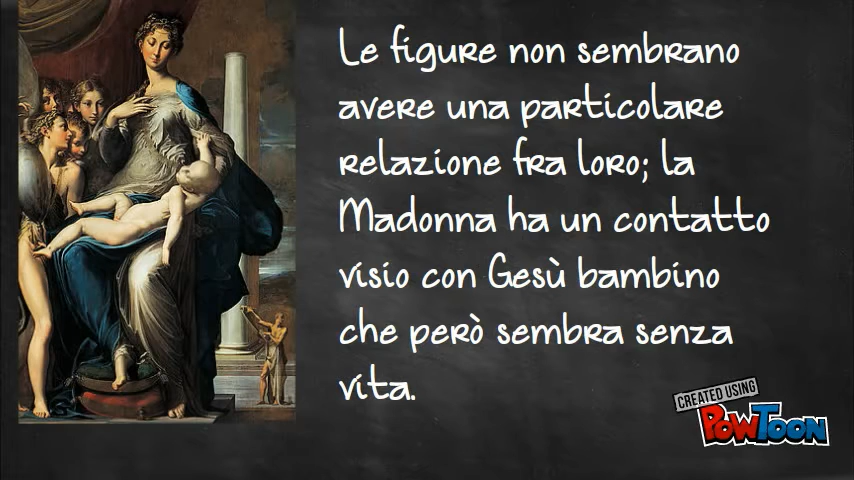 Le figure non sembrano
avere una particolare
relazione fra loro; la
Madonna ha un contatto
visio con Gesù bambino
che però sembra senza
vita.
CREATED USING
POWTOON